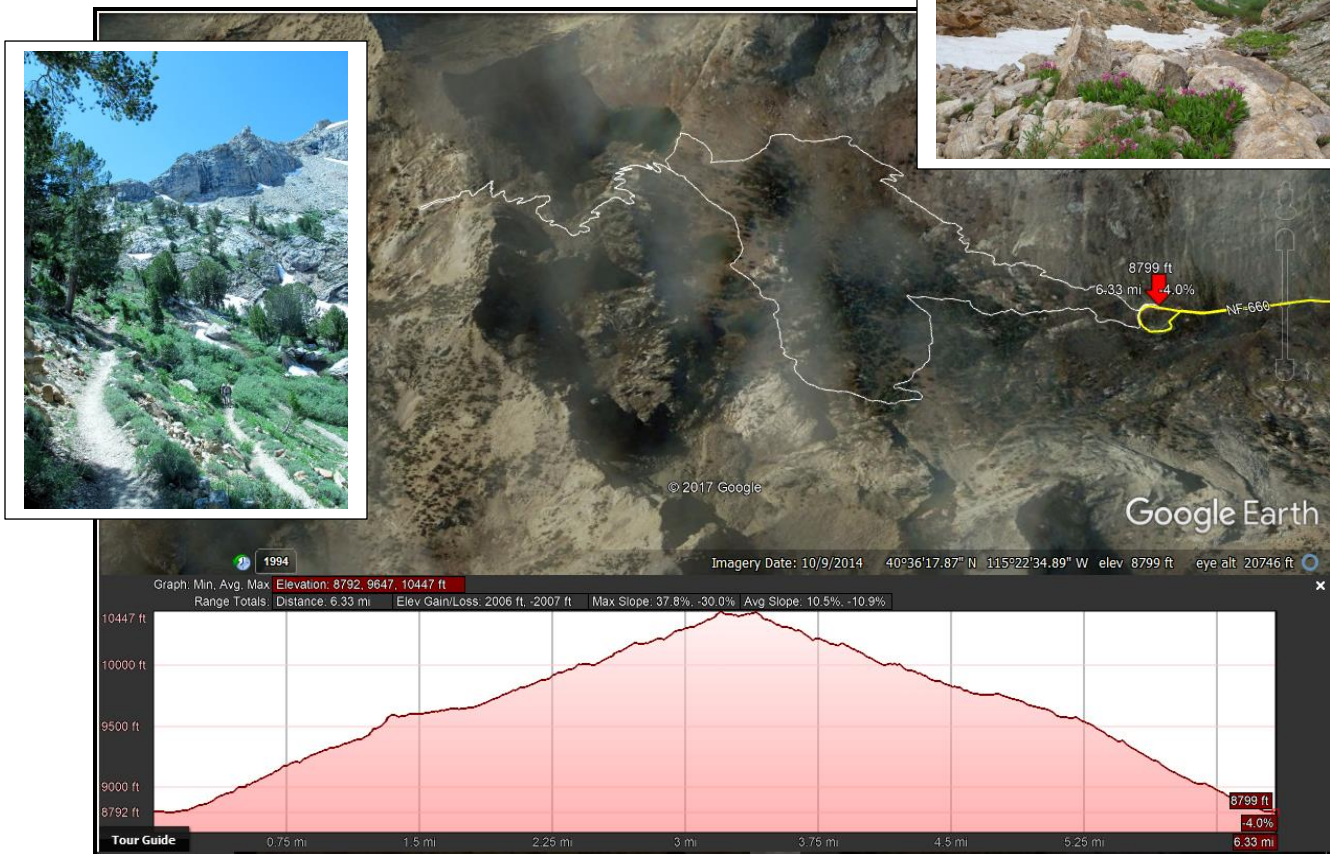 8799 ft
6.33 mi -4.0%
NF-660
© 2017 Google
Google Earth
1994
Imagery Date: 10/9/2014 40°36'17.87" N 115°22'34.89" W elev 8799 ft eye alt 20746 ft
Graph: Min, Avg, Max Elevation: 8792, 9647, 10447 ft
Range Totals: Distance: 6.33 mi Elev Gain/Loss: 2006 ft, -2007 ft Max Slope: 37.8%, -30.0% Avg Slope: 10.5%, -10.9%
10447 ft
10000 ft
9500 ft
9000 ft
8792 ft
8799 ft
-4.0%
Tour Guide
0.75 mi 1.5 mi 2.25 mi 3 mi 3.75 mi 4.5 mi 5.25 mi 6.33 mi